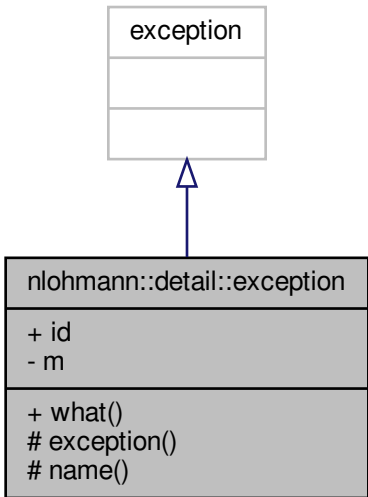 exception
nlohmann::detail::exception
+ id
- m
+ what()
# exception()
# name()